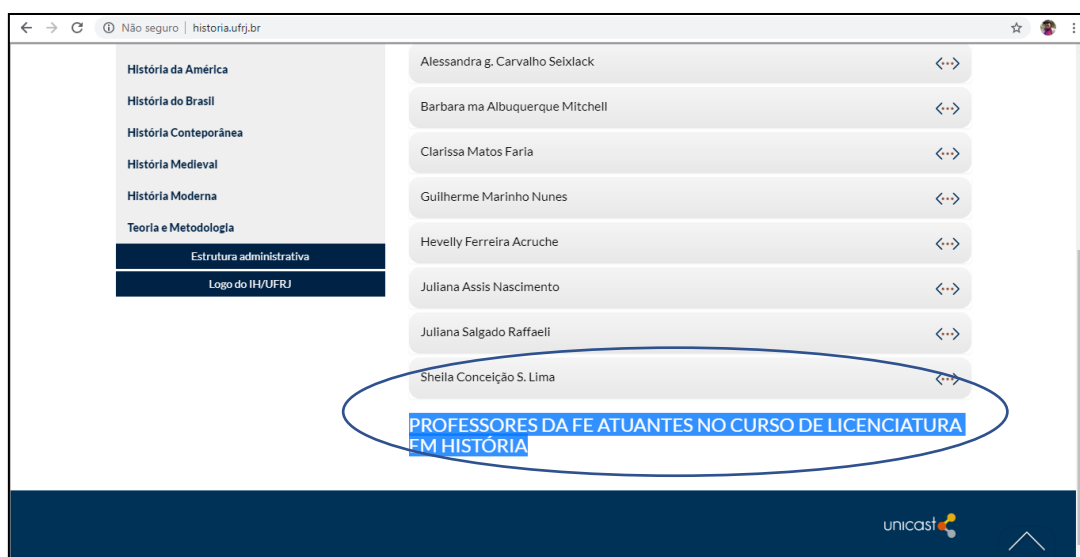 Não seguro | historia.ufrj.br
História da América
História do Brasil
História Conteporânea
História Medieval
História Moderna
Teoria e Metodologia
Estrutura administrativa
Logo do IH/UFRJ
Alessandra g. Carvalho Seixlack
Barbara ma Albuquerque Mitchell
Clarissa Matos Faria
Guilherme Marinho Nunes
Hevelly Ferreira Acruche
Juliana Assis Nascimento
Juliana Salgado Raffaeli
Sheila Conceição S. Lima
PROFESSORES DA FE ATUANTES NO CURSO DE LICENCIATURA
EM HISTÓRIA
unicast